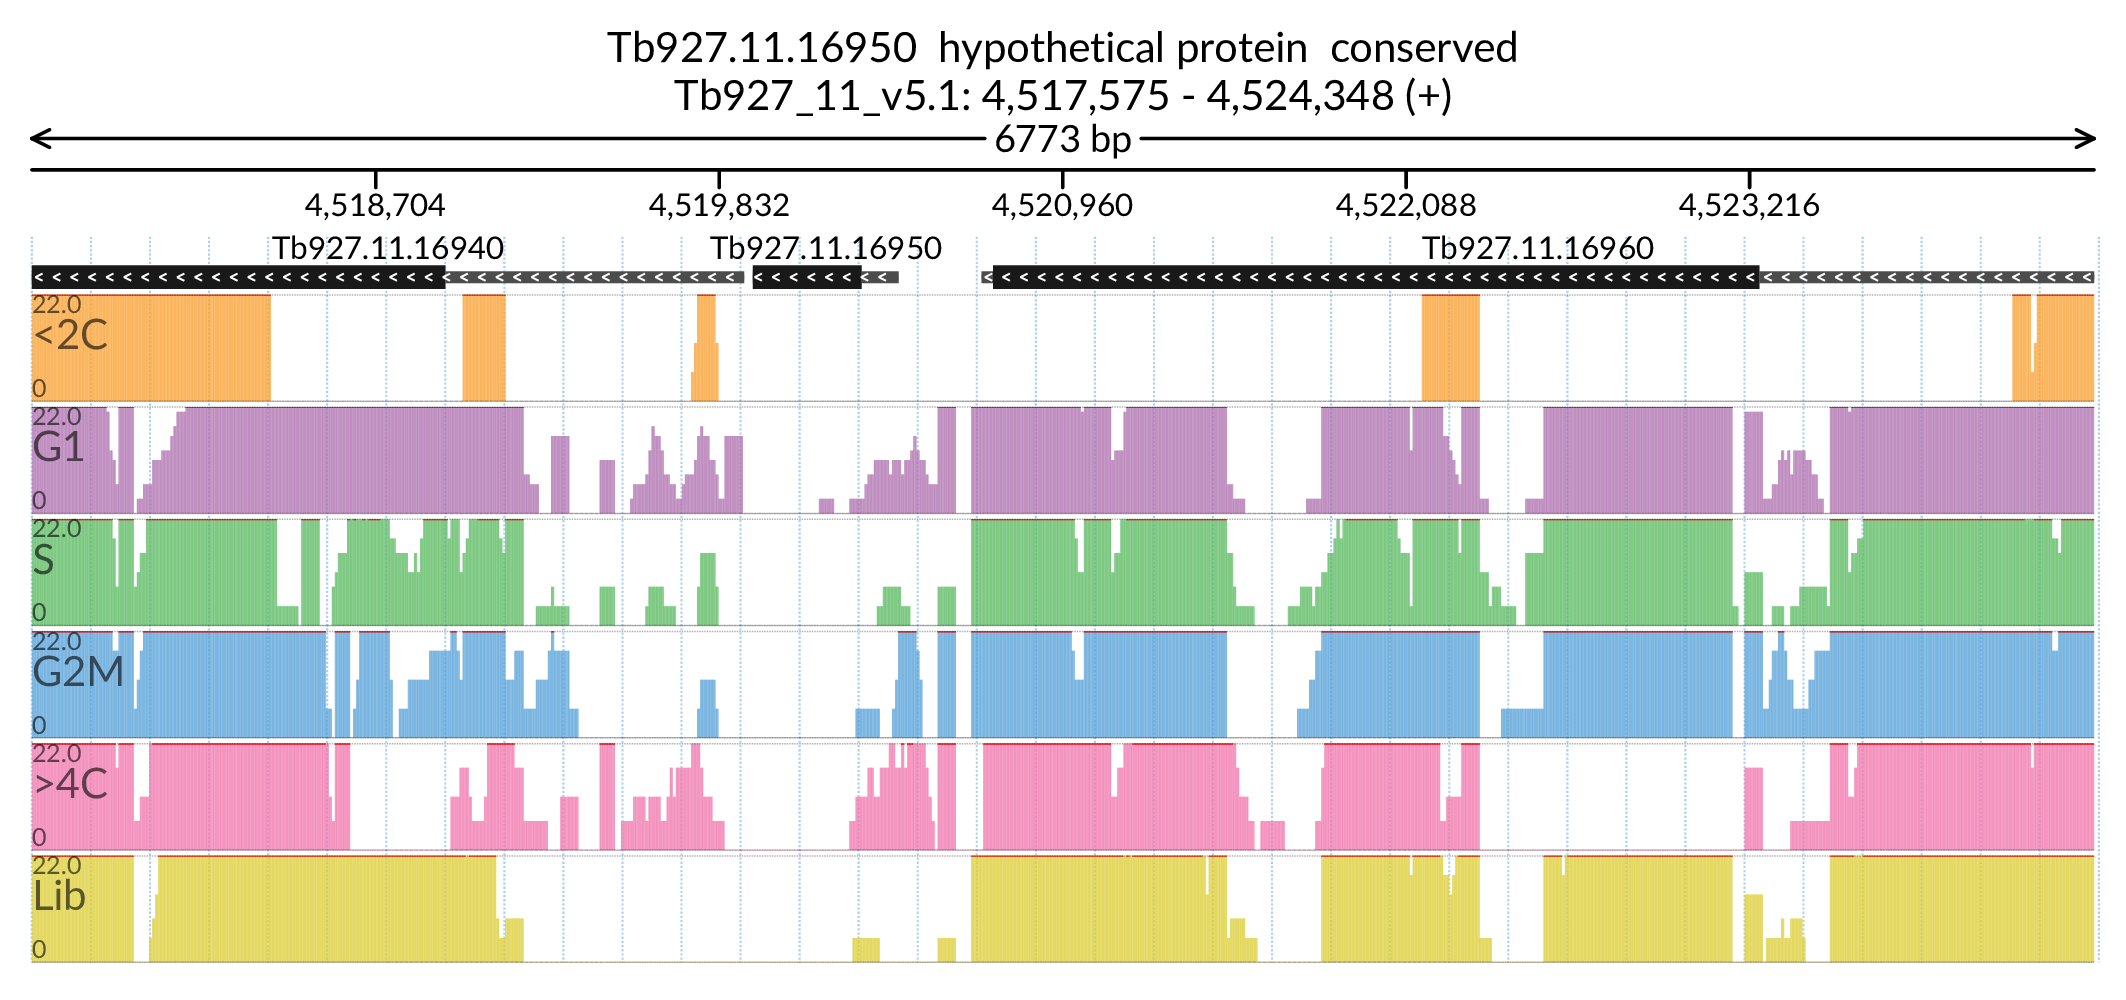 Tb927.11.16950  hypothetical protein  conserved
Tb927_11_v5.1: 4,517,575 - 4,524,348 (+)
6773 bp
4,518,704 4,519,832 4,520,960 4,522,088 4,523,216
Tb927.11.16940 Tb927.11.16950 Tb927.11.16960
22.0
<2C
0
22.0
G1
0
22.0
S
0
22.0
G2M
0
22.0
>4C
0
22.0
Lib
0